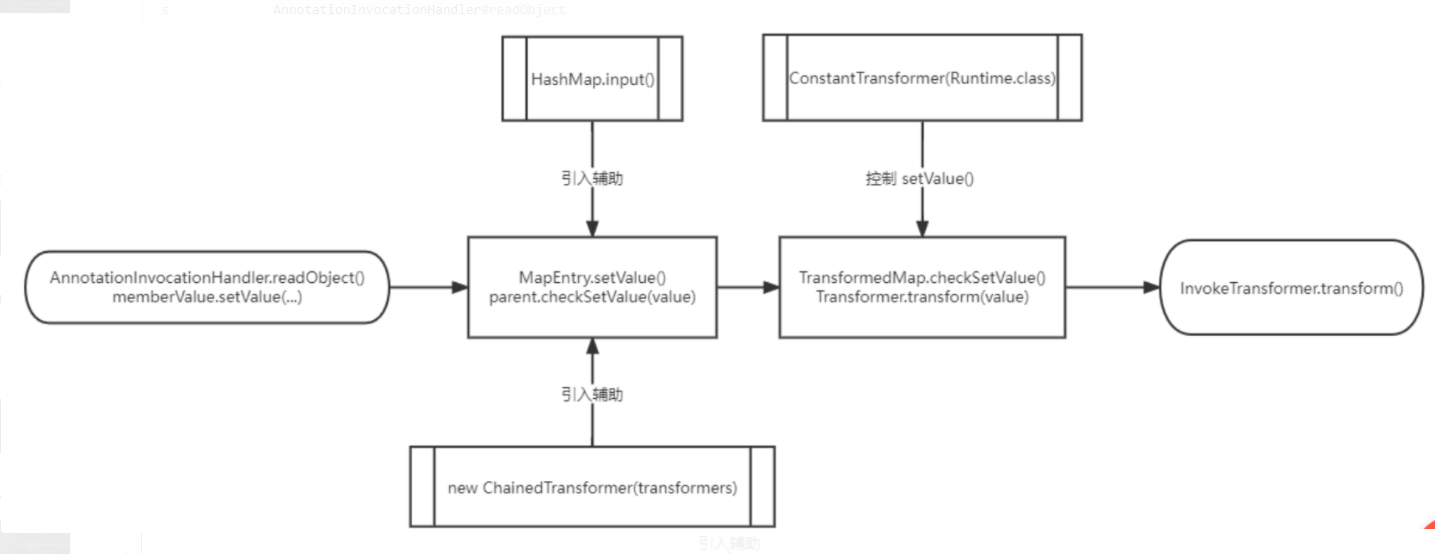 s AnnotationInvocationHandler#readObject
HashMap.input()
ConstantTransformer(Runtime.class)
引入辅助
控制 setValue()
AnnotationInvocationHandler.readObject()
memberValue.setValue(...)
MapEntry.setValue()
parent.checkSetValue(value)
TransformedMap.checkSetValue()
Transformer.transform(value)
InvokeTransformer.transform()
引入辅助
new ChainedTransformer(transformers)
引入辅助